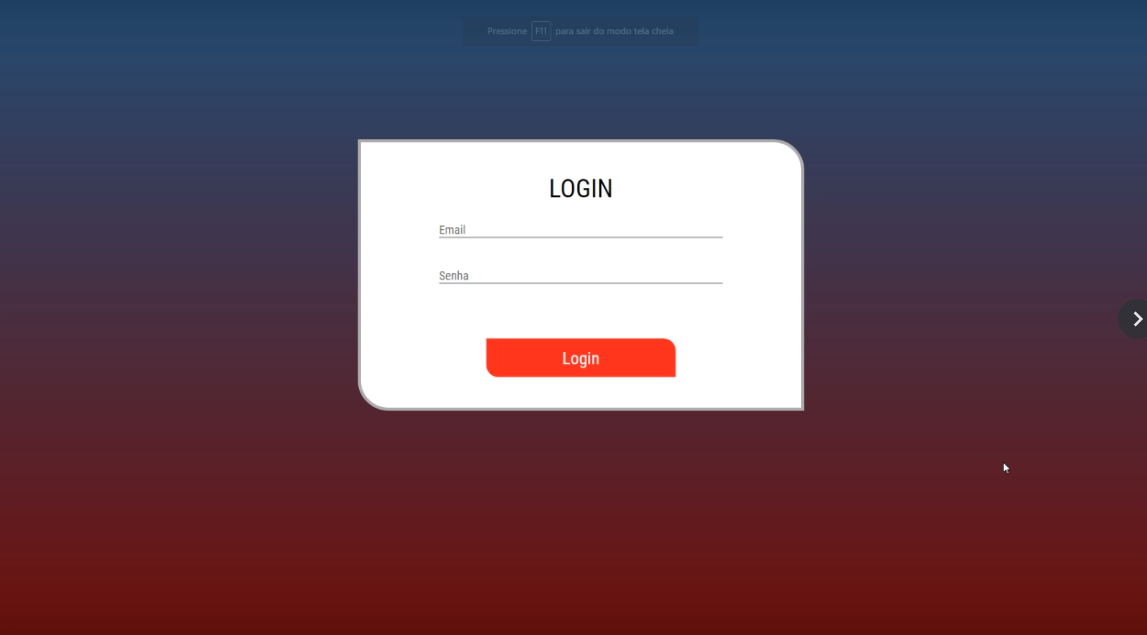 Pressione F11 para sair do modo tela cheia
LOGIN
Email
Senha
Login